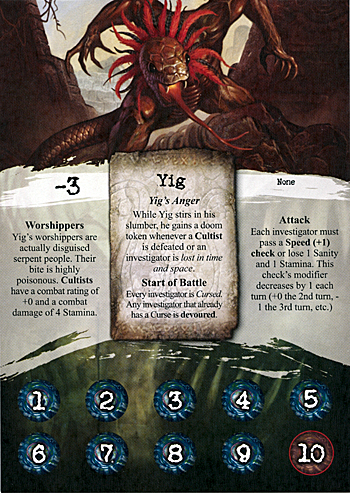 -3
Yig
None
Yig's Anger
While Yig stirs in his
slumber, he gains a doom
token whenever a Cultist
is defeated or an
investigator is lost in time
and space.
Start of Battle
Every investigator is Cursed.
Any investigator that already
has a Curse is devoured.
Worshippers
Yig's worshippers are
actually disguised
serpent people. Their
bite is highly
poisonous. Cultists
have a combat rating of
+0 and a combat
damage of 4 Stamina.
Attack
Each investigator must
pass a Speed (+1)
check or lose 1 Sanity
and 1 Stamina. This
check's modifier
decreases by 1 each
turn (+0 the 2nd turn, -
1 the 3rd turn, etc.)
1 2 3 4 5
6 7 8 9 10